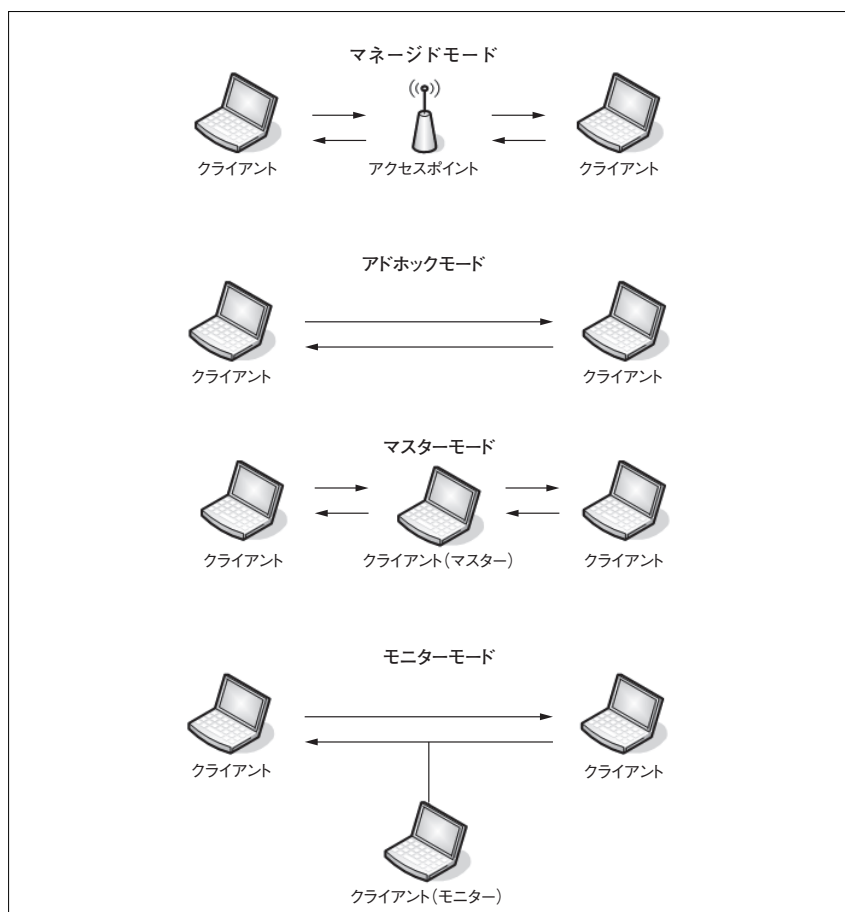 マネージドモード
クライアント
アクセスポイント
クライアント
アドホックモード
クライアント
クライアント
マスターモード
クライアント
クライアント(マスター)
クライアント
モニターモード
クライアント
クライアント
クライアント(モニター)